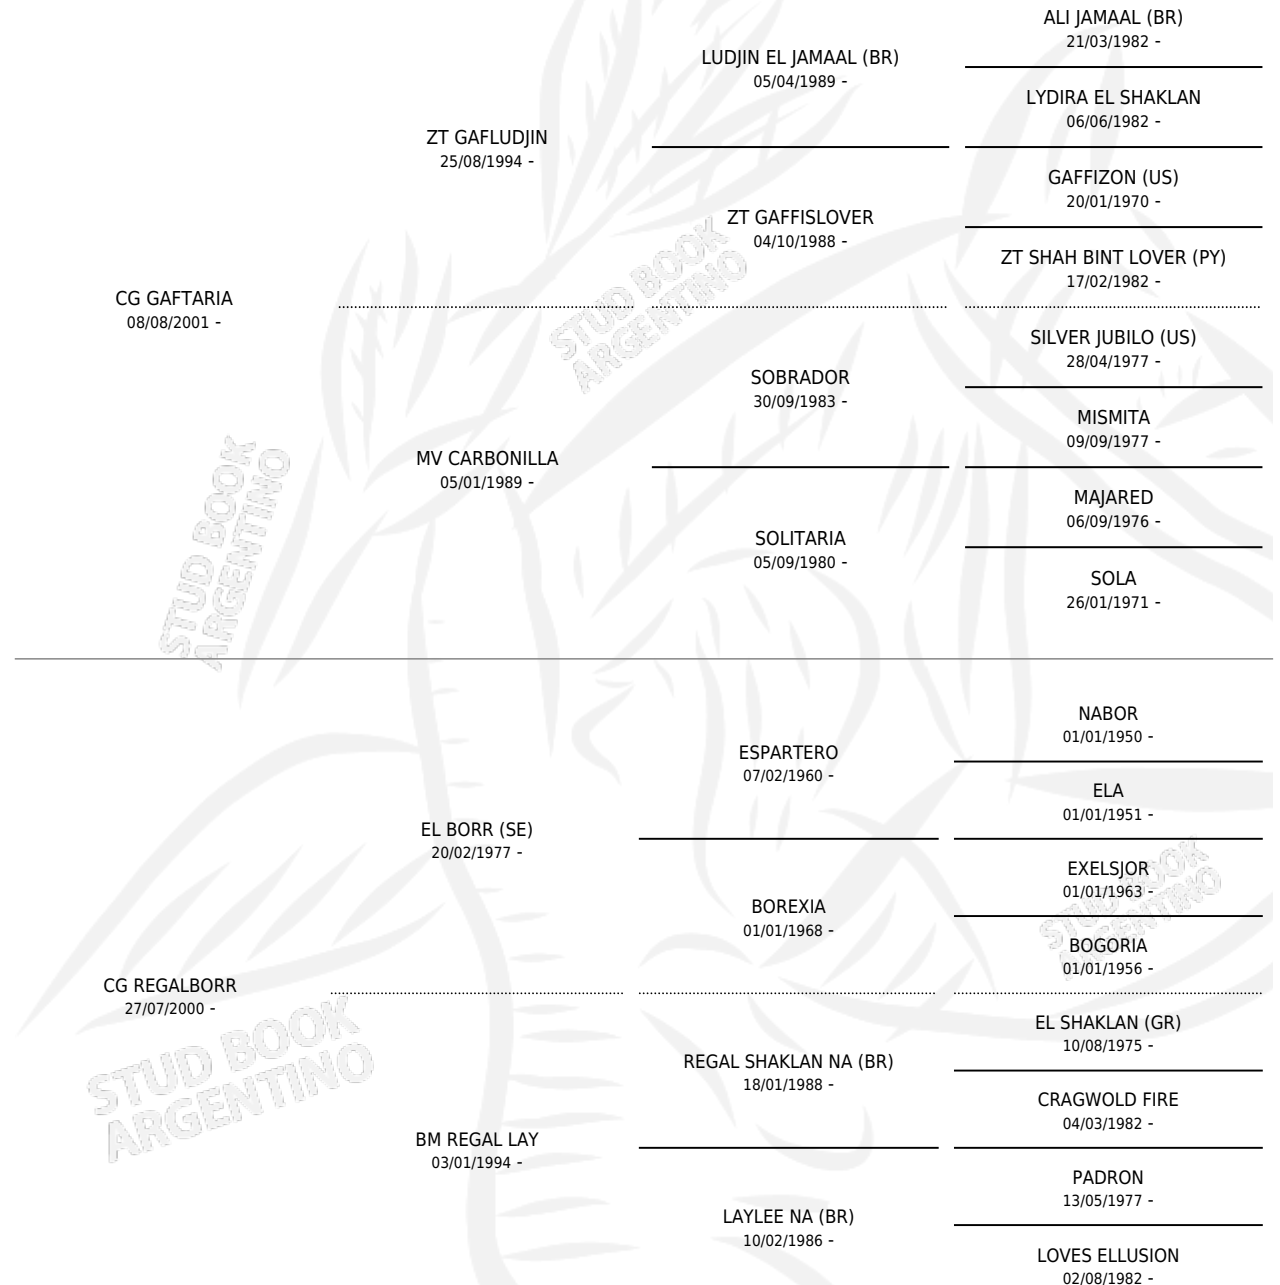 ALI JAMAAL (BR)
21/03/1982 -
LUDJIN EL JAMAAL (BR)
05/04/1989 -
LYDIRA EL SHAKLAN
06/06/1982 -
ZT GAFLUDJIN
25/08/1994 -
GAFFIZON (US)
20/01/1970 -
ZT GAFFISLOVER
04/10/1988 -
ZT SHAH BINT LOVER (PY)
17/02/1982 -
CG GAFTARIA
08/08/2001 -
STUD BOOK
ARGENTINO
SILVER JUBILO (US)
28/04/1977 -
SOBRADOR
30/09/1983 -
MISMITA
09/09/1977 -
MV CARBONILLA
05/01/1989 -
MAJARED
06/09/1976 -
SOLITARIA
05/09/1980 -
SOLA
26/01/1971 -
STUD BOOK
ARGENTINO
NABOR
01/01/1950 -
ESPARTERO
07/02/1960 -
ELA
01/01/1951 -
EL BORR (SE)
20/02/1977 -
EXELSJOR
01/01/1963 -
BOREXIA
01/01/1968 -
BOGORIA
01/01/1956 -
STUD BOOK
ARGENTINO
CG REGALBORR
27/07/2000 -
STUD BOOK
ARGENTINO
EL SHAKLAN (GR)
10/08/1975 -
REGAL SHAKLAN NA (BR)
18/01/1988 -
CRAGWOLD FIRE
04/03/1982 -
BM REGAL LAY
03/01/1994 -
PADRON
13/05/1977 -
LAYLEE NA (BR)
10/02/1986 -
LOVES ELLUSION
02/08/1982 -